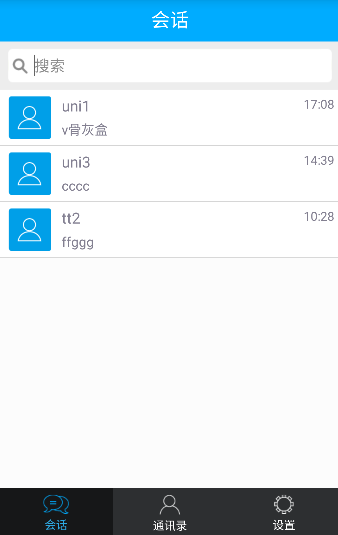 会话
搜索
uni1 17:08
v骨灰盒
uni3 14:39
cccc
tt2 10:28
ffggg
会话 通讯录 设置